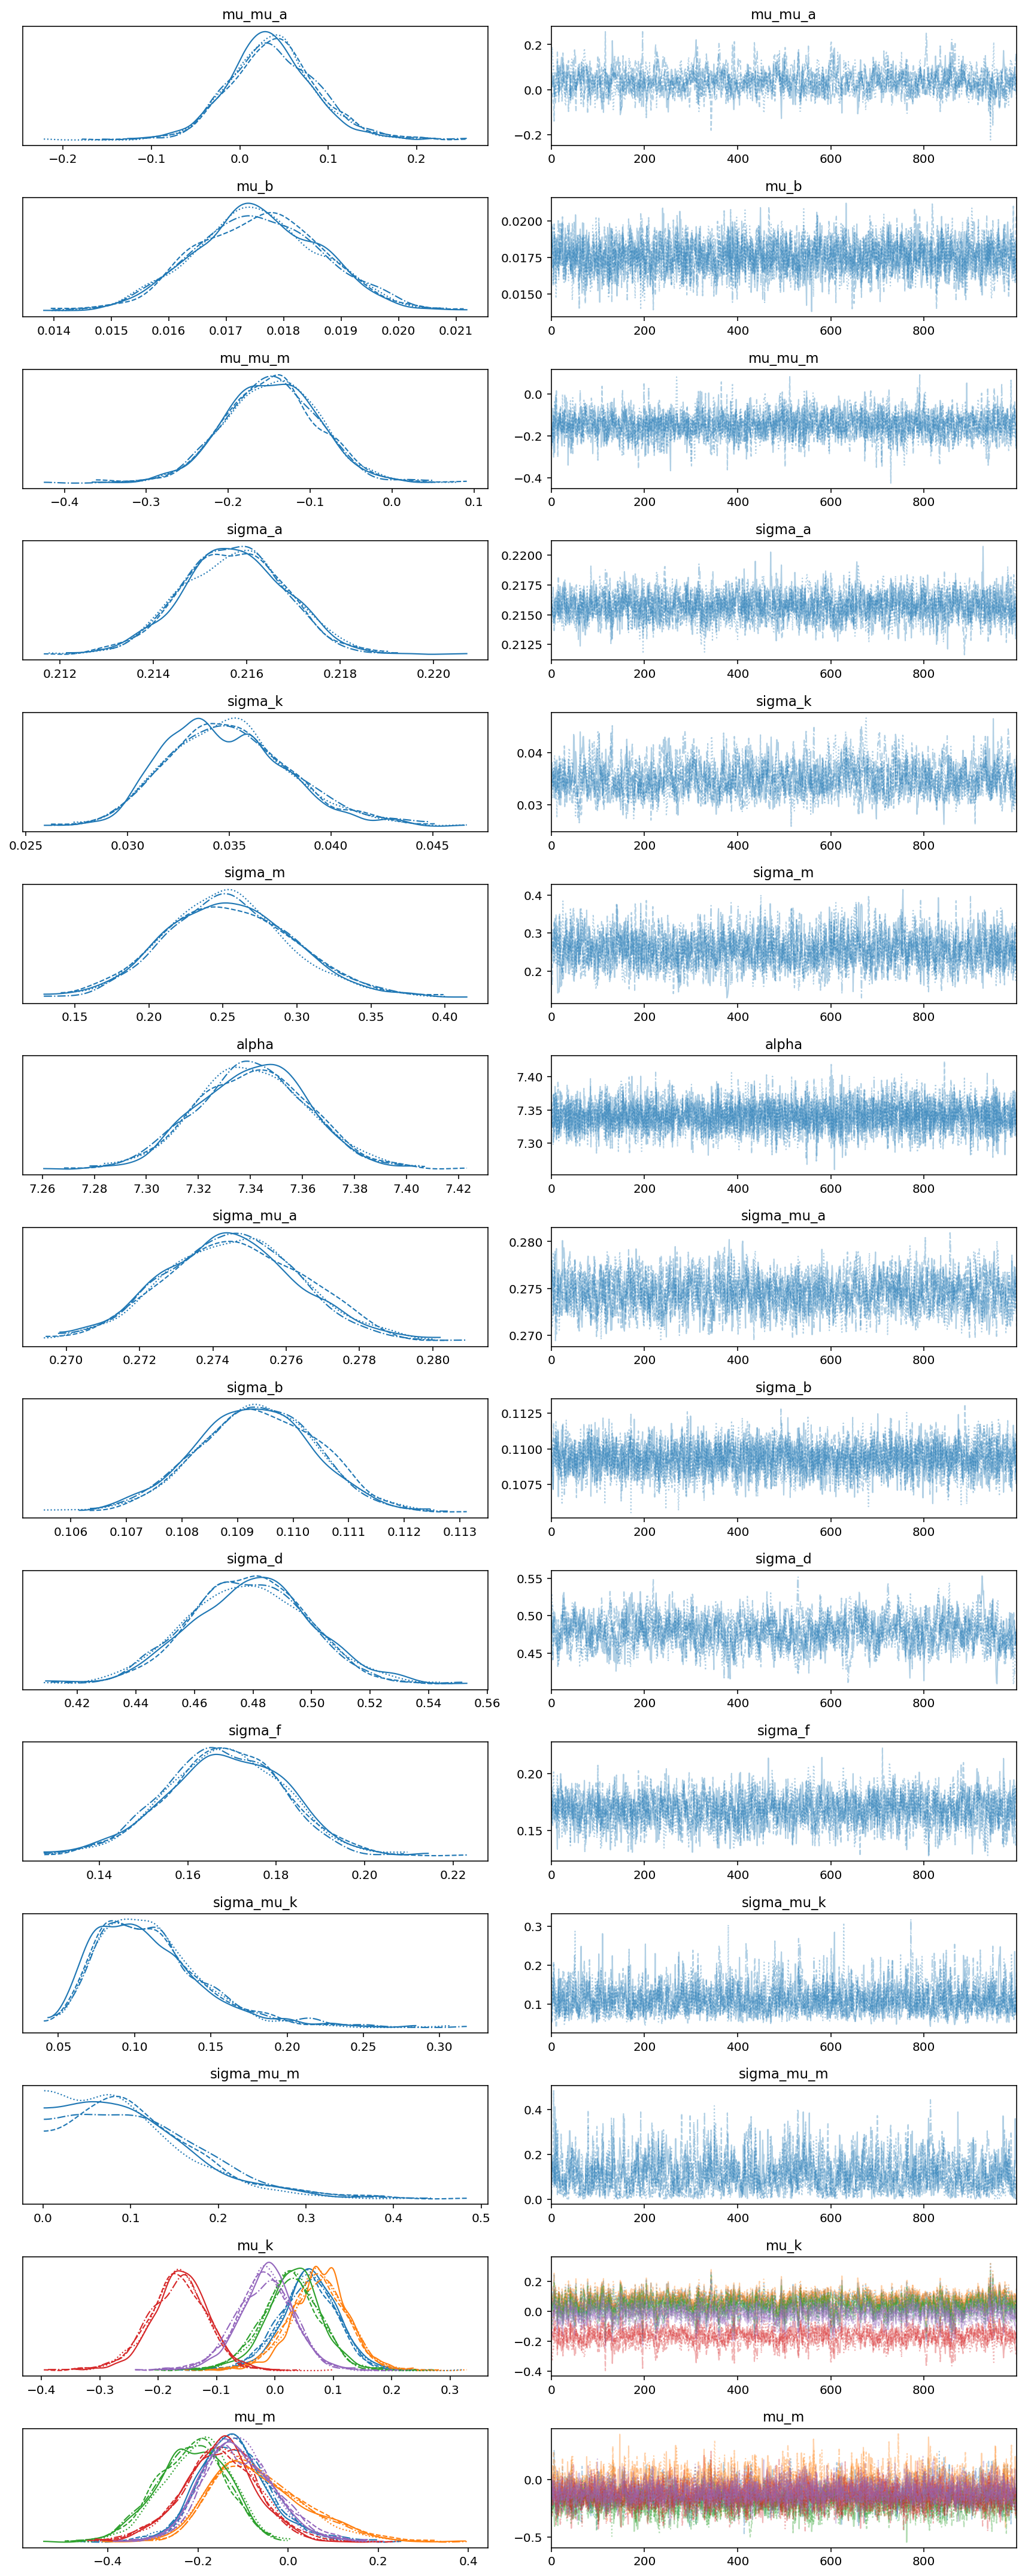 mu_mu_a mu_mu_a
0.2
0.0
−0.2
−0.2 −0.1 0.0 0.1 0.2 0 200 400 600 800
mu_b mu_b
0.0200
0.0175
0.0150
0.014 0.015 0.016 0.017 0.018 0.019 0.020 0.021 0 200 400 600 800
mu_mu_m mu_mu_m
0.0
−0.2
−0.4
−0.4 −0.3 −0.2 −0.1 0.0 0.1 0 200 400 600 800
sigma_a sigma_a
0.2200
0.2175
0.2150
0.2125
0.212 0.214 0.216 0.218 0.220 0 200 400 600 800
sigma_k sigma_k
0.04
0.03
0.025 0.030 0.035 0.040 0.045 0 200 400 600 800
sigma_m sigma_m
0.4
0.3
0.2
0.15 0.20 0.25 0.30 0.35 0.40 0 200 400 600 800
alpha alpha
7.40
7.35
7.30
7.26 7.28 7.30 7.32 7.34 7.36 7.38 7.40 7.42 0 200 400 600 800
sigma_mu_a sigma_mu_a
0.280
0.275
0.270
0.270 0.272 0.274 0.276 0.278 0.280 0 200 400 600 800
sigma_b sigma_b
0.1125
0.1100
0.1075
0.106 0.107 0.108 0.109 0.110 0.111 0.112 0.113 0 200 400 600 800
sigma_d sigma_d
0.55
0.50
0.45
0.42 0.44 0.46 0.48 0.50 0.52 0.54 0.56 0 200 400 600 800
sigma_f sigma_f
0.20
0.15
0.14 0.16 0.18 0.20 0.22 0 200 400 600 800
sigma_mu_k sigma_mu_k
0.3
0.2
0.1
0.05 0.10 0.15 0.20 0.25 0.30 0 200 400 600 800
sigma_mu_m sigma_mu_m
0.4
0.2
0.0
0.0 0.1 0.2 0.3 0.4 0.5 0 200 400 600 800
mu_k mu_k
0.2
0.0
−0.2
−0.4
−0.4 −0.3 −0.2 −0.1 0.0 0.1 0.2 0.3 0 200 400 600 800
mu_m mu_m
0.0
−0.5
−0.4 −0.2 0.0 0.2 0.4 0 200 400 600 800